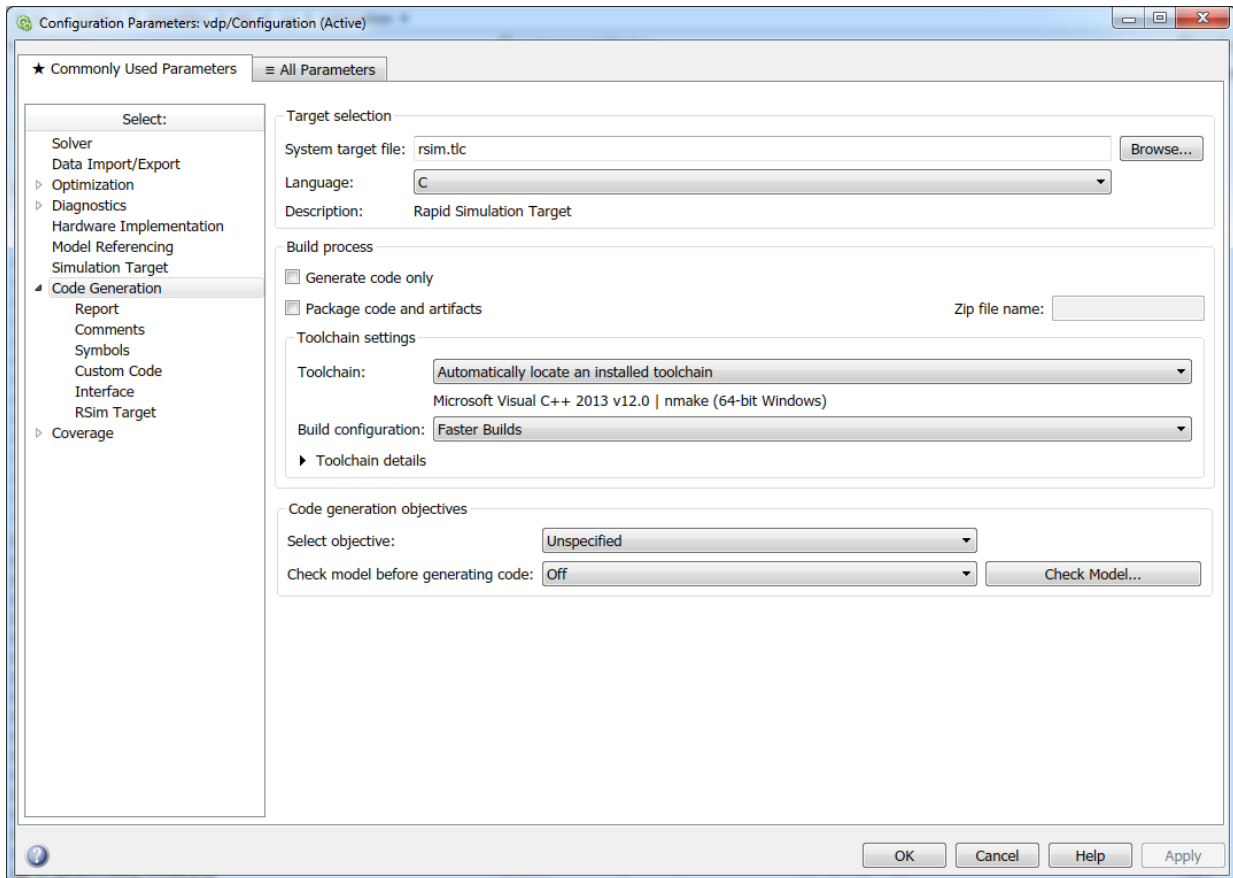 Configuration Parameters: vdp/Configuration (Active)
★ Commonly Used Parameters
≡ All Parameters
Select:
Solver
Data Import/Export
Optimization
Diagnostics
Hardware Implementation
Model Referencing
Simulation Target
Code Generation
Report
Comments
Symbols
Custom Code
Interface
RSim Target
Coverage
Target selection
System target file: rsim.tlc Browse...
Language: C
Description: Rapid Simulation Target
Build process
Generate code only
Package code and artifacts Zip file name:
Toolchain settings
Toolchain: Automatically locate an installed toolchain
Microsoft Visual C++ 2013 v12.0 | nmake (64-bit Windows)
Build configuration: Faster Builds
Toolchain details
Code generation objectives
Select objective: Unspecified
Check model before generating code: Off Check Model...
OK Cancel Help Apply